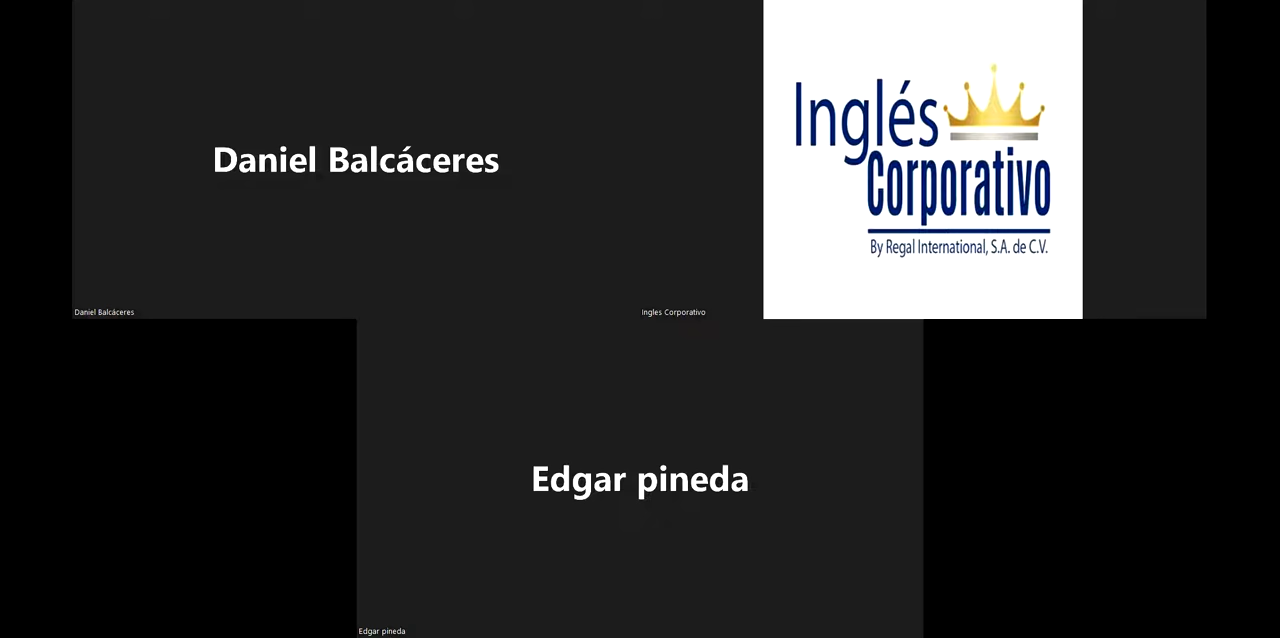 Daniel Balcáceres
Inglés
Corporativo
By Regal International, S.A. de C.V.
Daniel Balcáceres
Ingles Corporativo
Edgar pineda
Edgar pineda